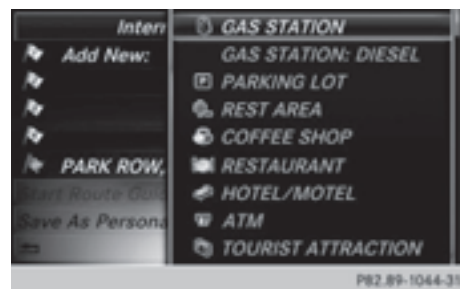 Intern
Add New:
PARK ROW,
Start Route Guid
Save As Persona
GAS STATION
GAS STATION: DIESEL
PARKING LOT
REST AREA
COFFEE SHOP
RESTAURANT
HOTEL/MOTEL
ATM
TOURIST ATTRACTION
P82.89-1044-31